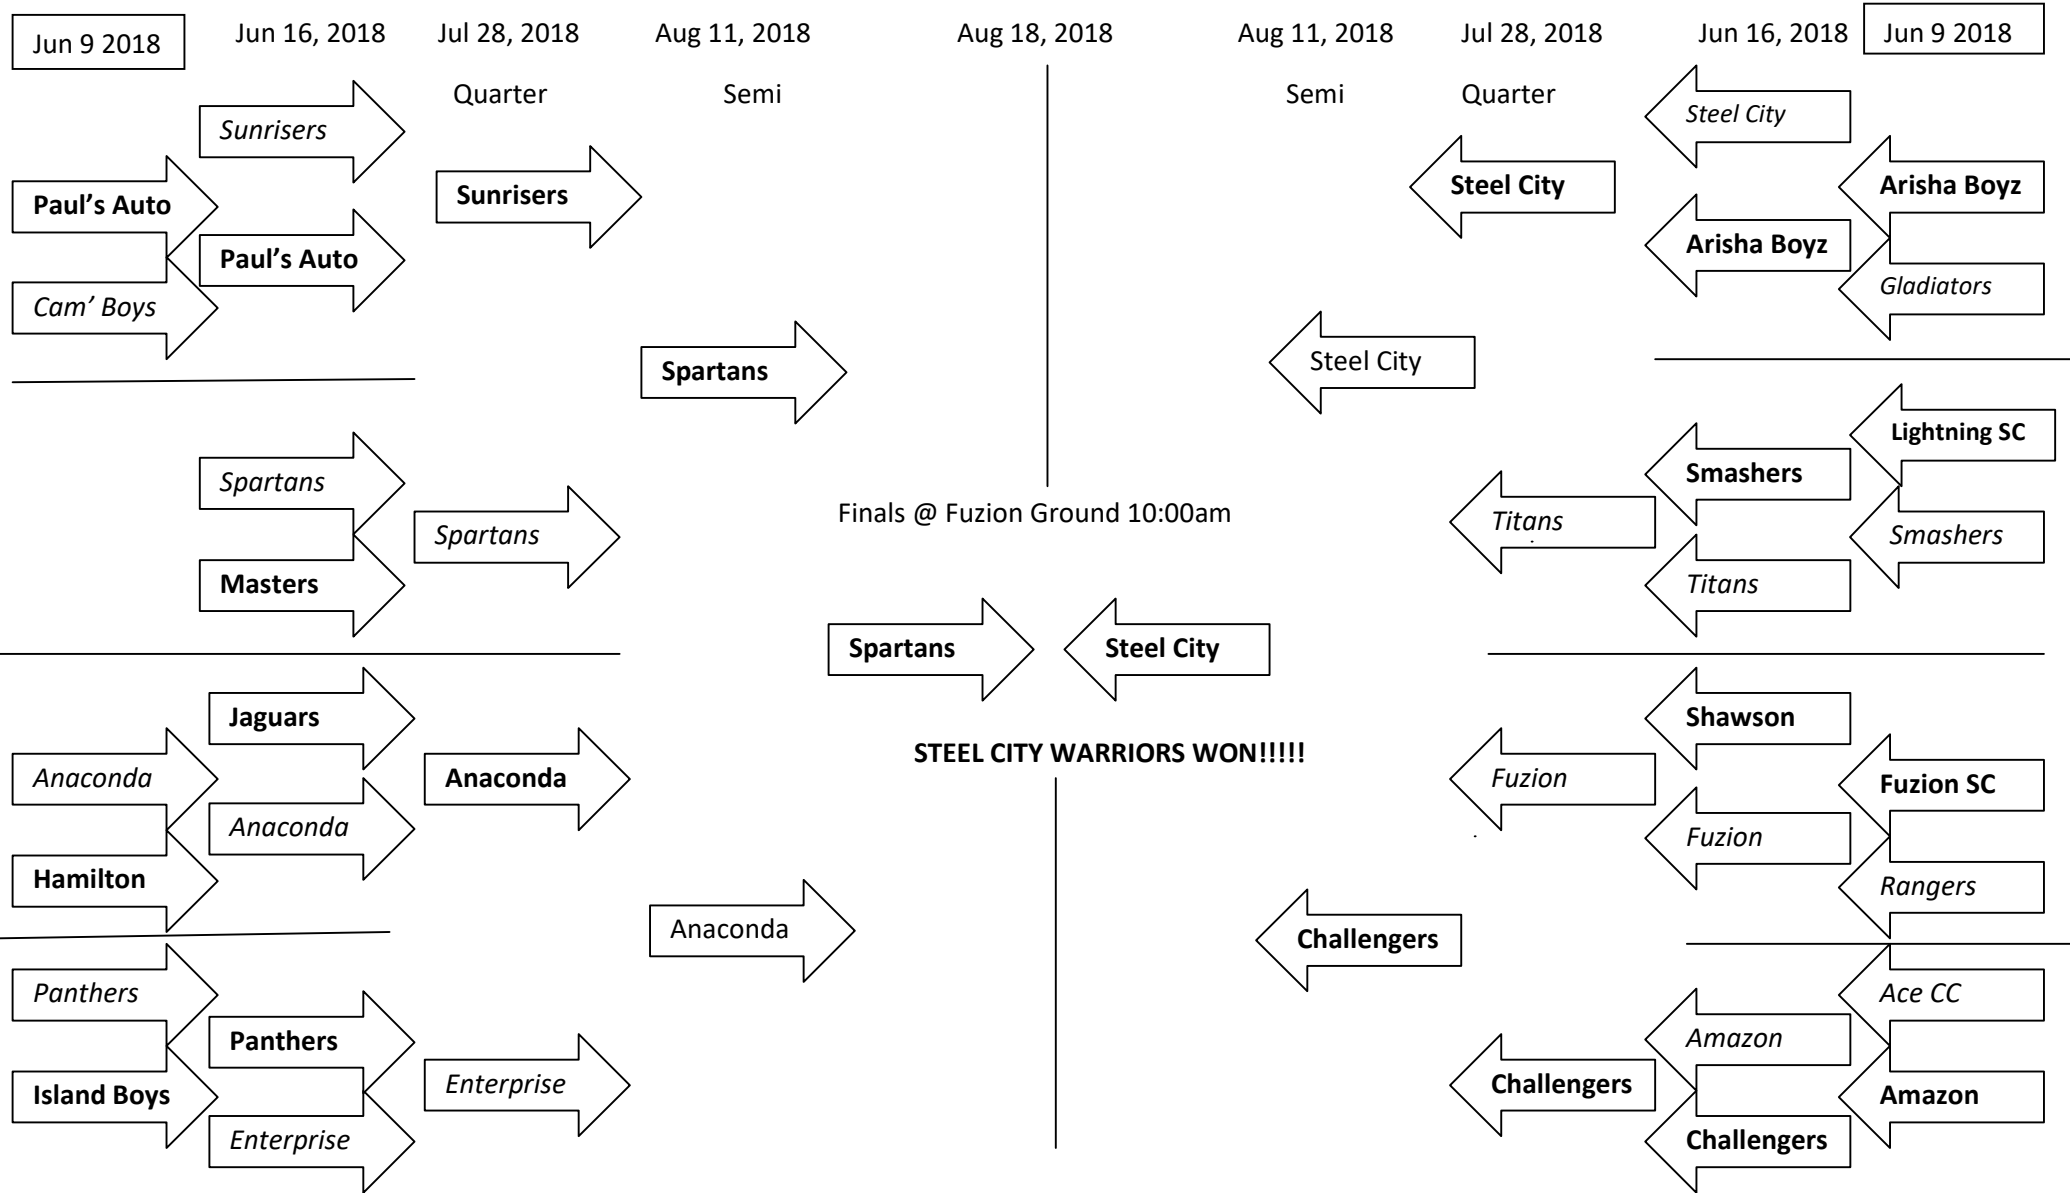 Jun 9 2018
Jun 16, 2018
Jul 28, 2018
Aug 11, 2018
Aug 18, 2018
Aug 11, 2018
Jul 28, 2018
Jun 16, 2018
Jun 9 2018
Quarter
Semi
Semi
Quarter
Sunrisers
Steel City
Paul's Auto
Sunrisers
Steel City
Arisha Boyz
Paul's Auto
Arisha Boyz
Cam' Boys
Gladiators
Spartans
Steel City
Lightning SC
Spartans
Smashers
Finals @ Fuzion Ground 10:00am
Spartans
Titans
Smashers
Masters
Titans
Spartans
Steel City
Jaguars
Shawson
STEEL CITY WARRIORS WON!!!!!
Anaconda
Anaconda
Fuzion
Fuzion SC
Anaconda
Fuzion
Hamilton
Rangers
Anaconda
Challengers
Panthers
Ace CC
Panthers
Amazon
Island Boys
Enterprise
Challengers
Amazon
Enterprise
Challengers